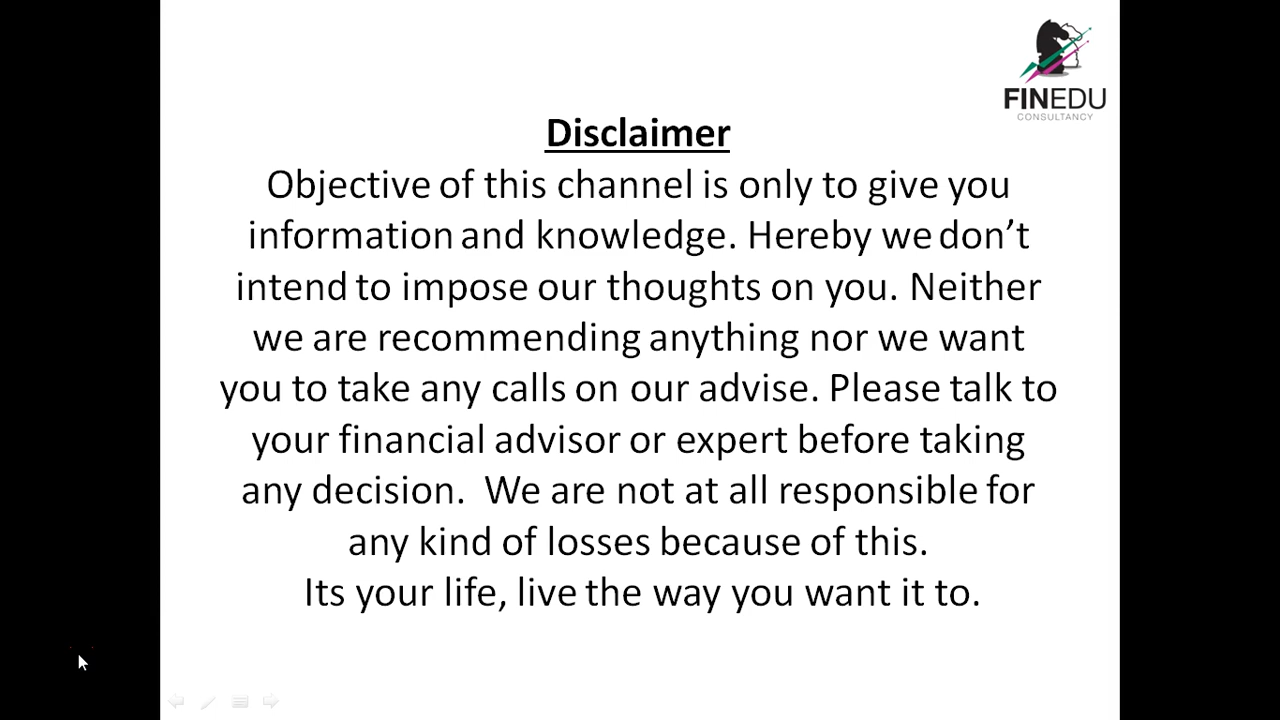 FINEDU
CONSULTANCY
Disclaimer
Objective of this channel is only to give you
information and knowledge. Hereby we don't
intend to impose our thoughts on you. Neither
we are recommending anything nor we want
you to take any calls on our advise. Please talk to
your financial advisor or expert before taking
any decision.  We are not at all responsible for
any kind of losses because of this.
Its your life, live the way you want it to.